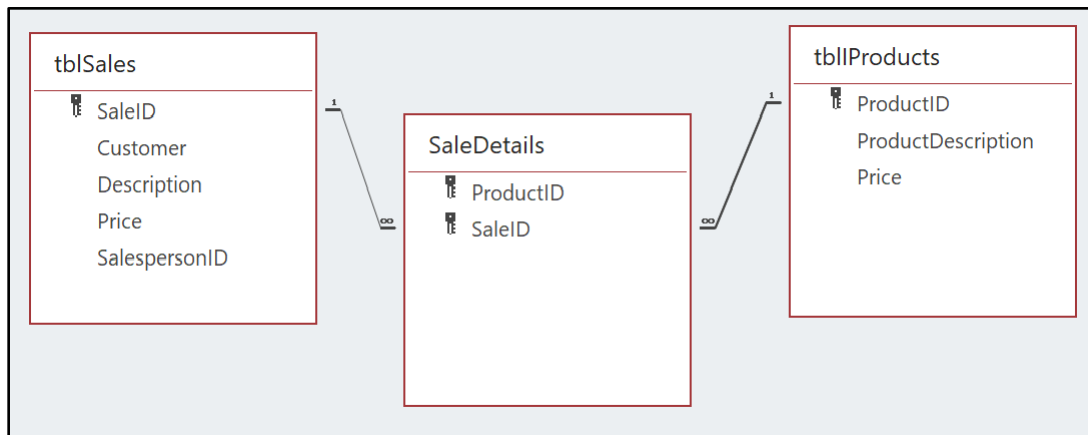 tblSales
SaleID
Customer
Description
Price
SalespersonID
1
∞
SaleDetails
ProductID
SaleID
∞
1
tblIProducts
ProductID
ProductDescription
Price